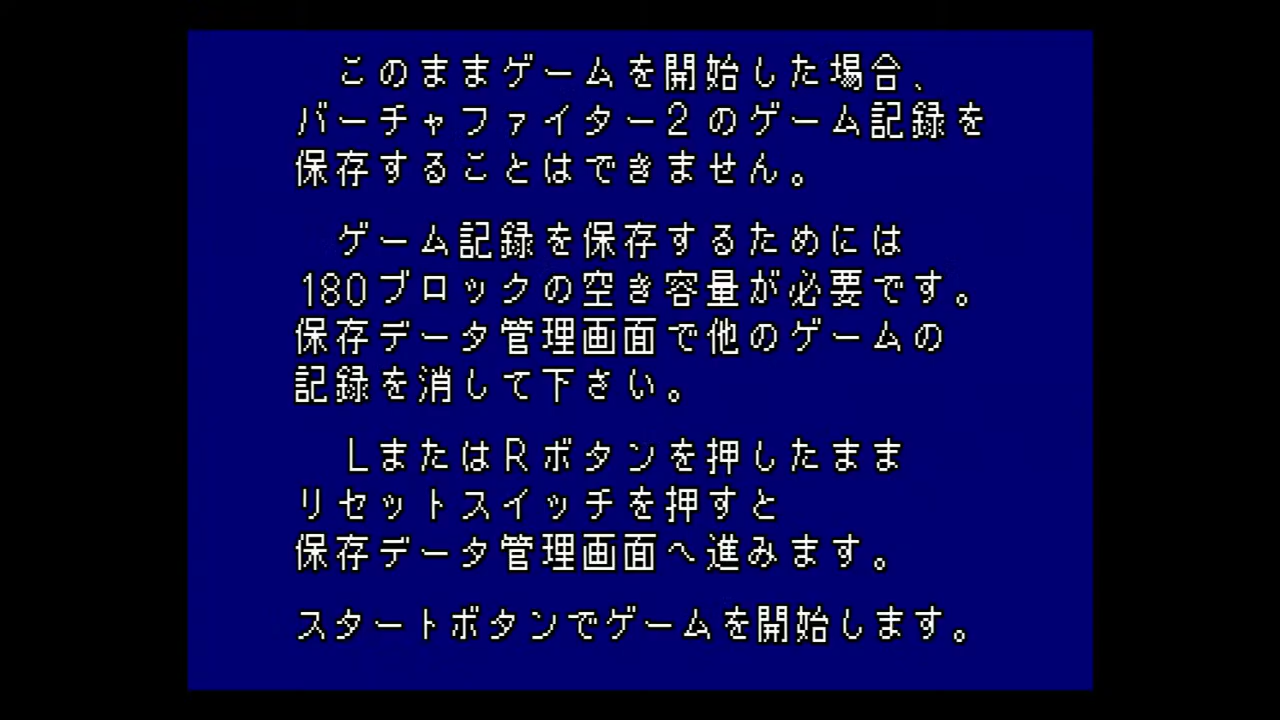 このままゲームを開始した場合、
バーチャファイター2のゲーム記録を
保存することはできません。
ゲーム記録を保存するためには
180ブロックの空き容量が必要です。
保存データ管理画面で他のゲームの
記録を消して下さい。
LまたはRボタンを押したまま
リセットスイッチを押すと
保存データ管理画面へ進みます。
スタートボタンでゲームを開始します。